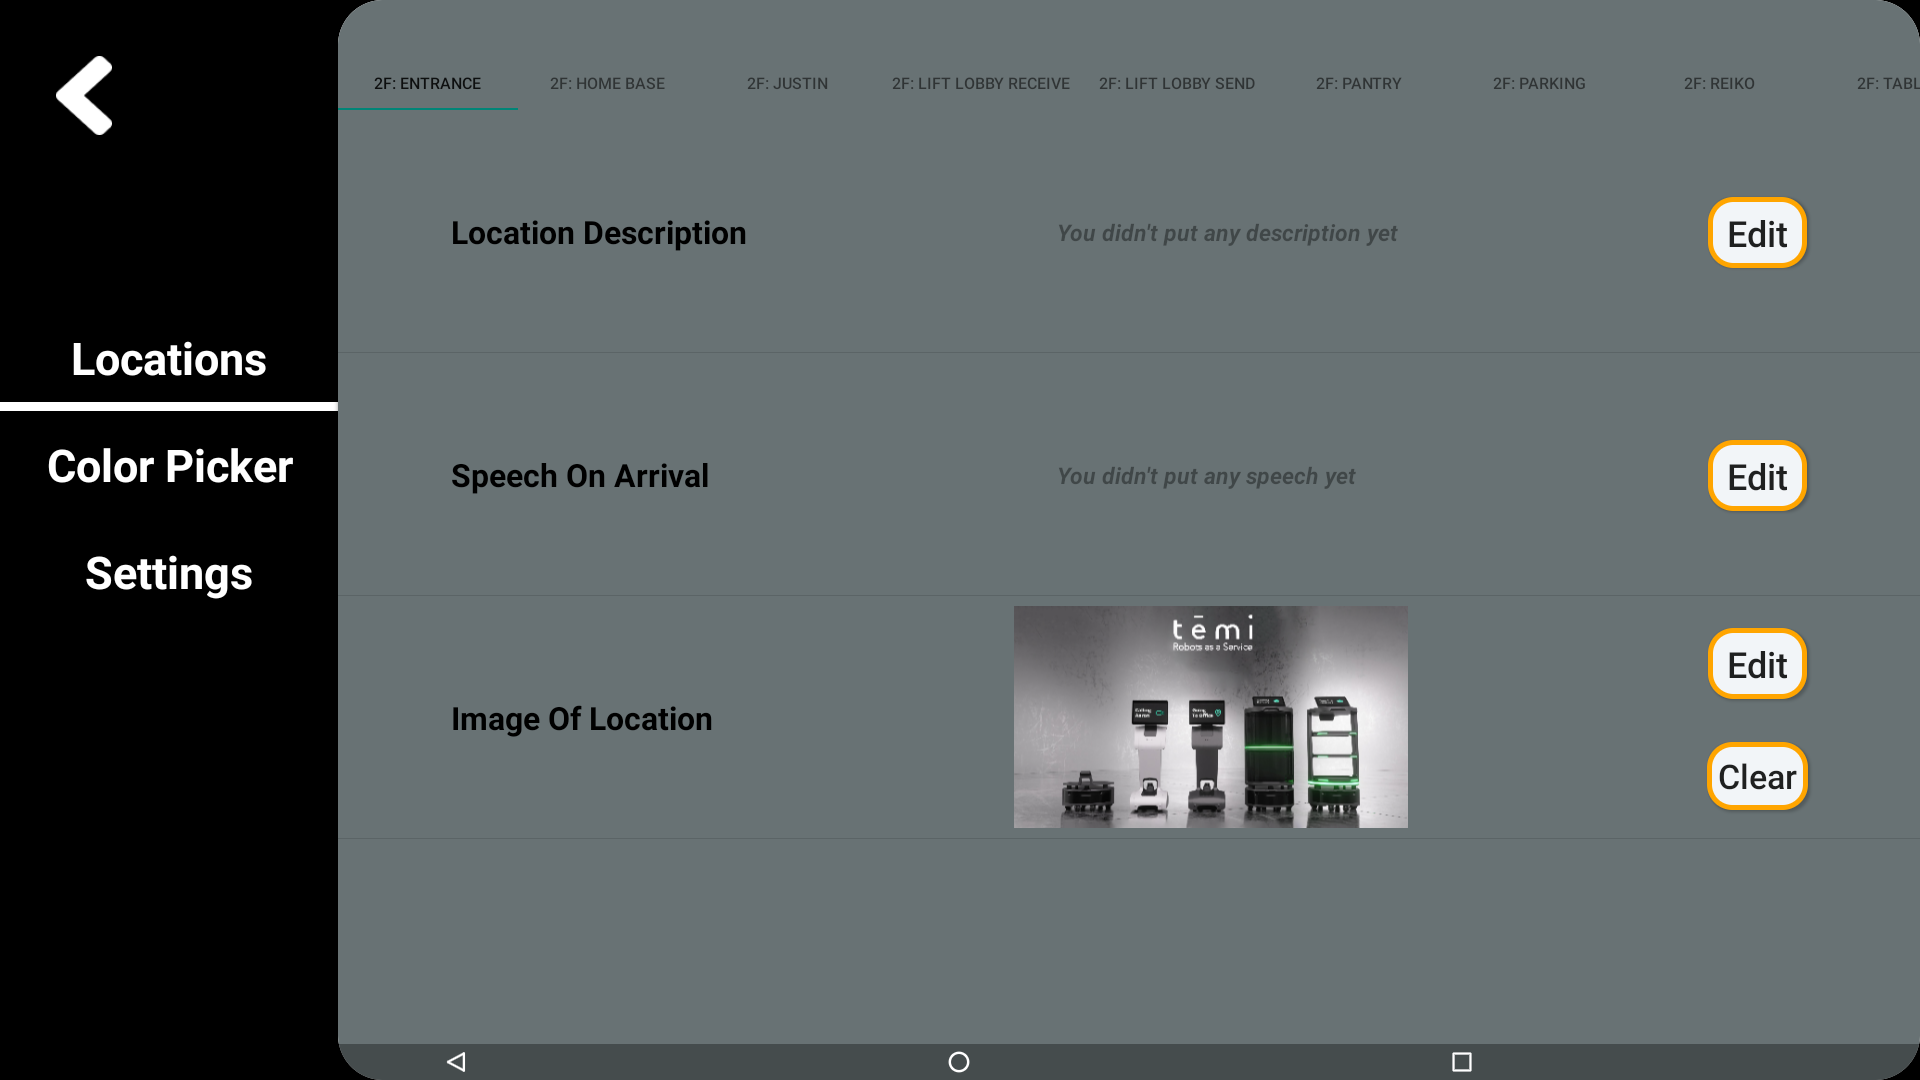 2F: ENTRANCE 2F: HOME BASE 2F: JUSTIN 2F: LIFT LOBBY RECEIVE 2F: LIFT LOBBY SEND 2F: PANTRY 2F: PARKING 2F: REIKO 2F: TABL
Locations
Color Picker
Settings
Location Description
You didn't put any description yet
Edit
Speech On Arrival
You didn't put any speech yet
Edit
Image Of Location
tēmi
Robots as a Service
Edit
Clear